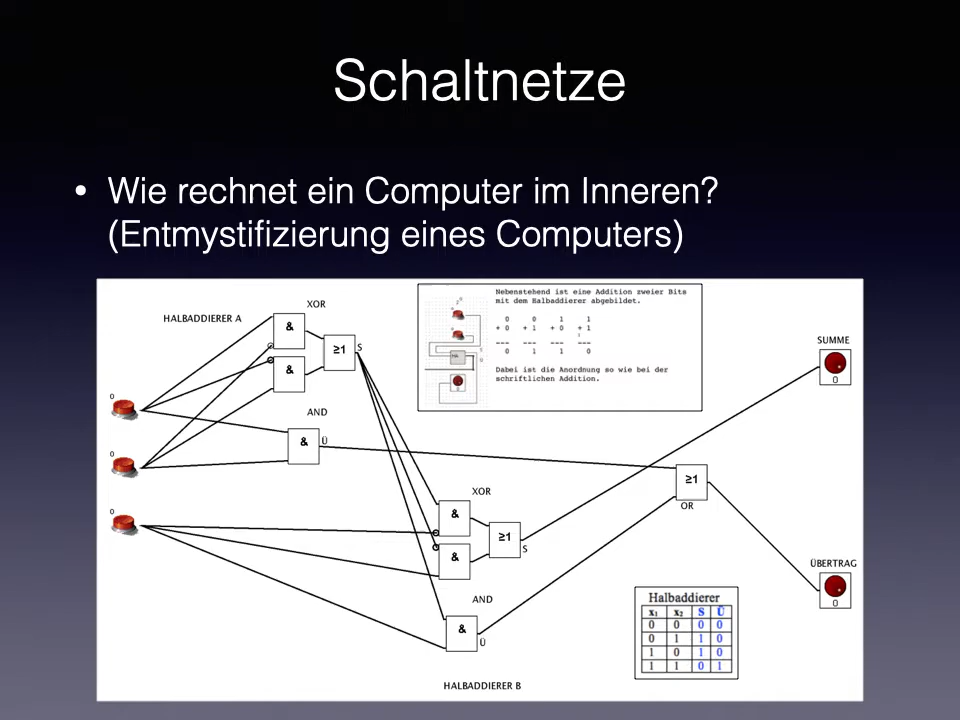 Schaltnetze
• Wie rechnet ein Computer im Inneren?
(Entmystifizierung eines Computers)
XOR
HALBADDIERER A
&
≥1
S
&
0
AND
&
Ü
0
0
Nebenstehend ist eine Addition zweier Bits
mit dem Halbaddierer abgebildet.
0 0 1 1
+ 0 + 1 + 0 + 1
1
--- --- --- ---
0 1 1 0
Dabei ist die Anordnung so wie bei der
schriftlichen Addition.
HA
SUMME
0
XOR
&
≥1
S
&
≥1
OR
AND
&
Ü
HALBADDIERER B
ÜBERTRAG
0
Halbaddierer
x₁ x₂ S Ü
0 0 0 0
0 1 1 0
1 0 1 0
1 1 0 1